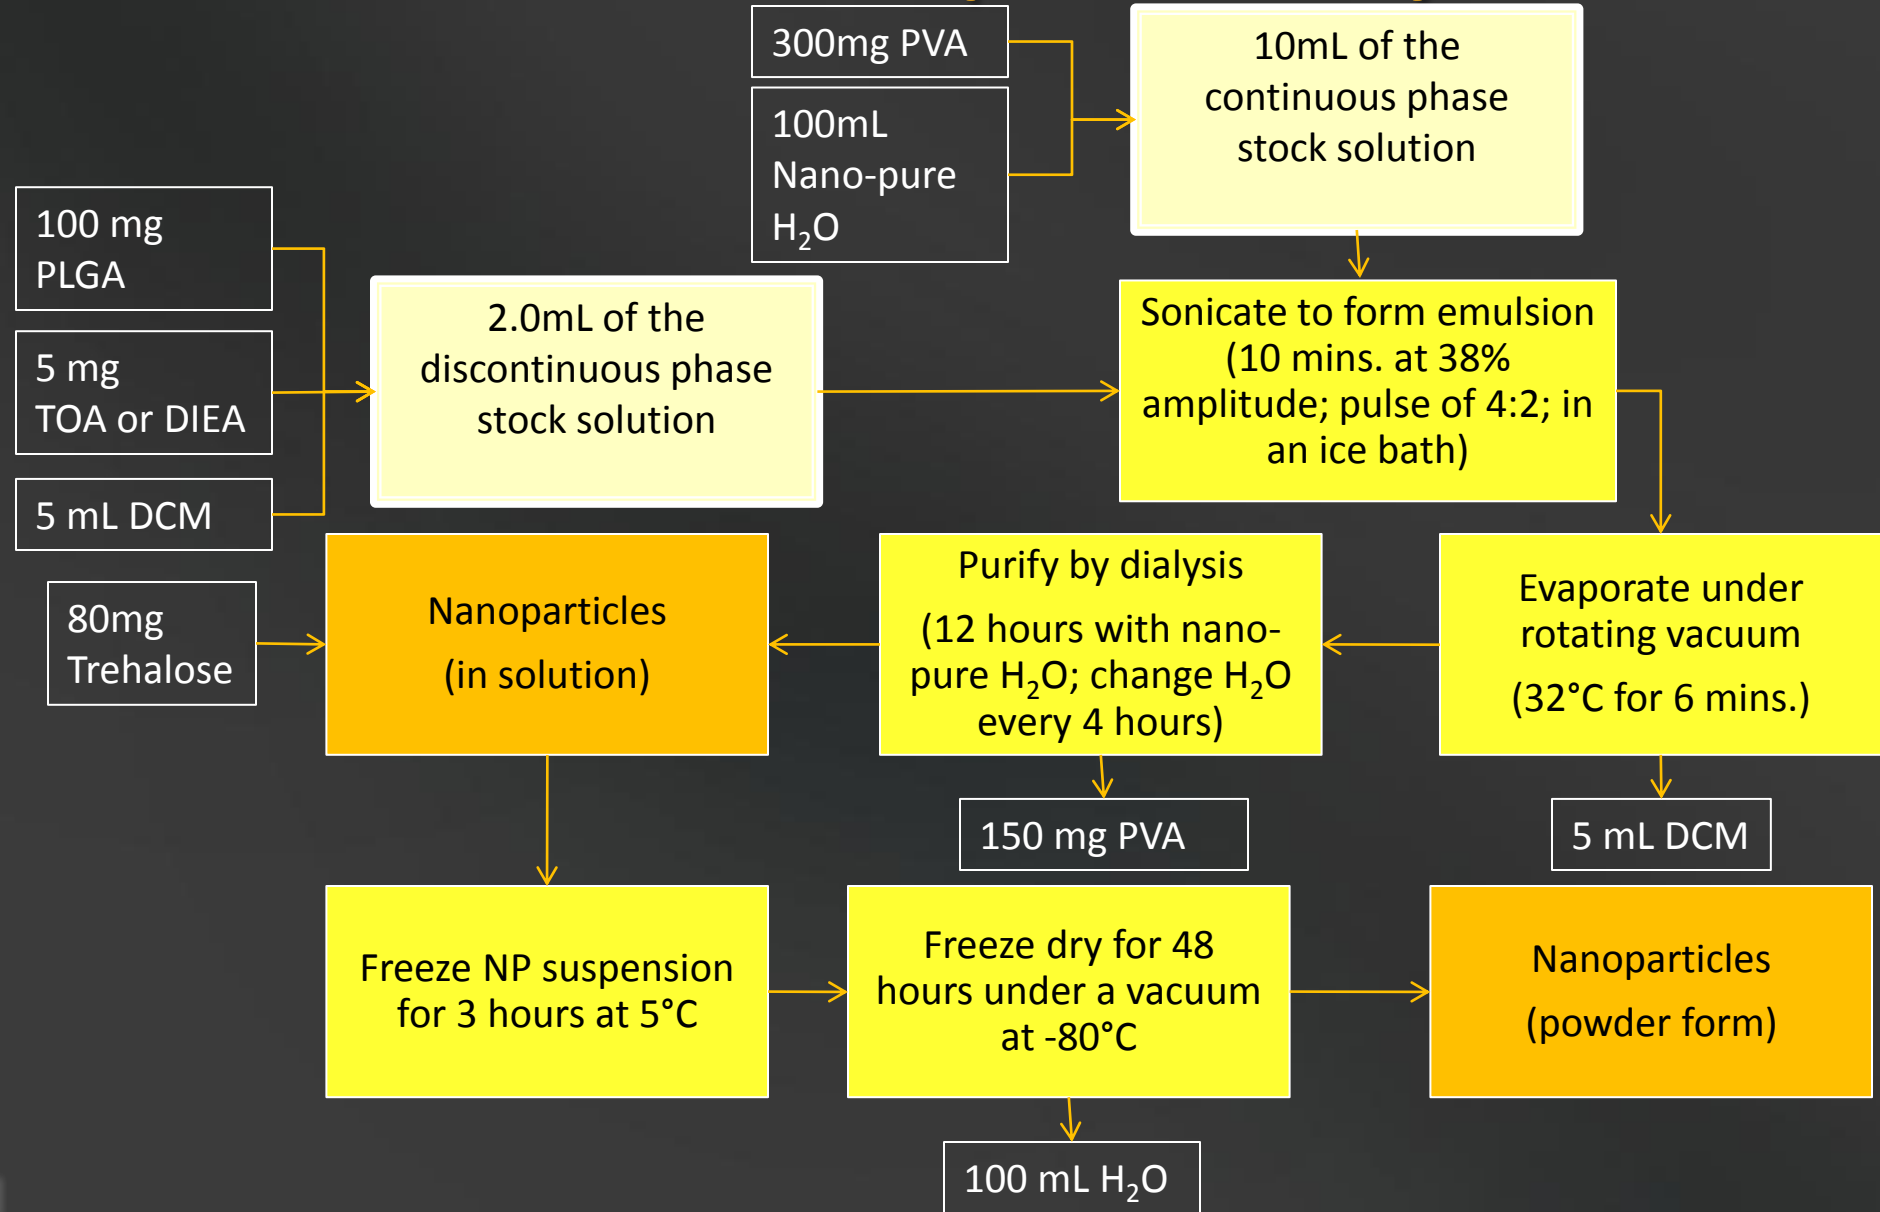 300mg PVA
100mL
Nano-pure
H₂O
10mL of the
continuous phase
stock solution
100 mg
PLGA
5 mg
TOA or DIEA
5 mL DCM
2.0mL of the
discontinuous phase
stock solution
Sonicate to form emulsion
(10 mins. at 38%
amplitude; pulse of 4:2; in
an ice bath)
Evaporate under
rotating vacuum
(32°C for 6 mins.)
5 mL DCM
Purify by dialysis
(12 hours with nano-
pure H₂O; change H₂O
every 4 hours)
150 mg PVA
80mg
Trehalose
Nanoparticles
(in solution)
Freeze NP suspension
for 3 hours at 5°C
Freeze dry for 48
hours under a vacuum
at -80°C
100 mL H₂O
Nanoparticles
(powder form)